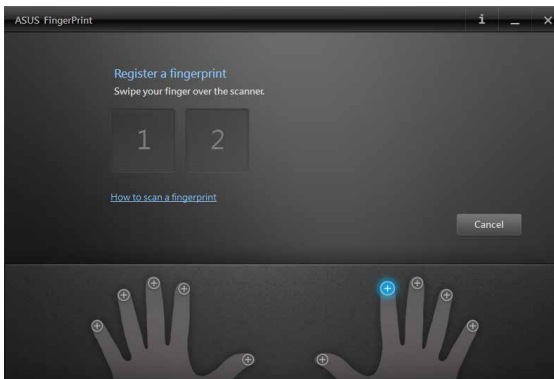 ASUS FingerPrint
Register a fingerprint
Swipe your finger over the scanner.
1 2
How to scan a fingerprint
Cancel